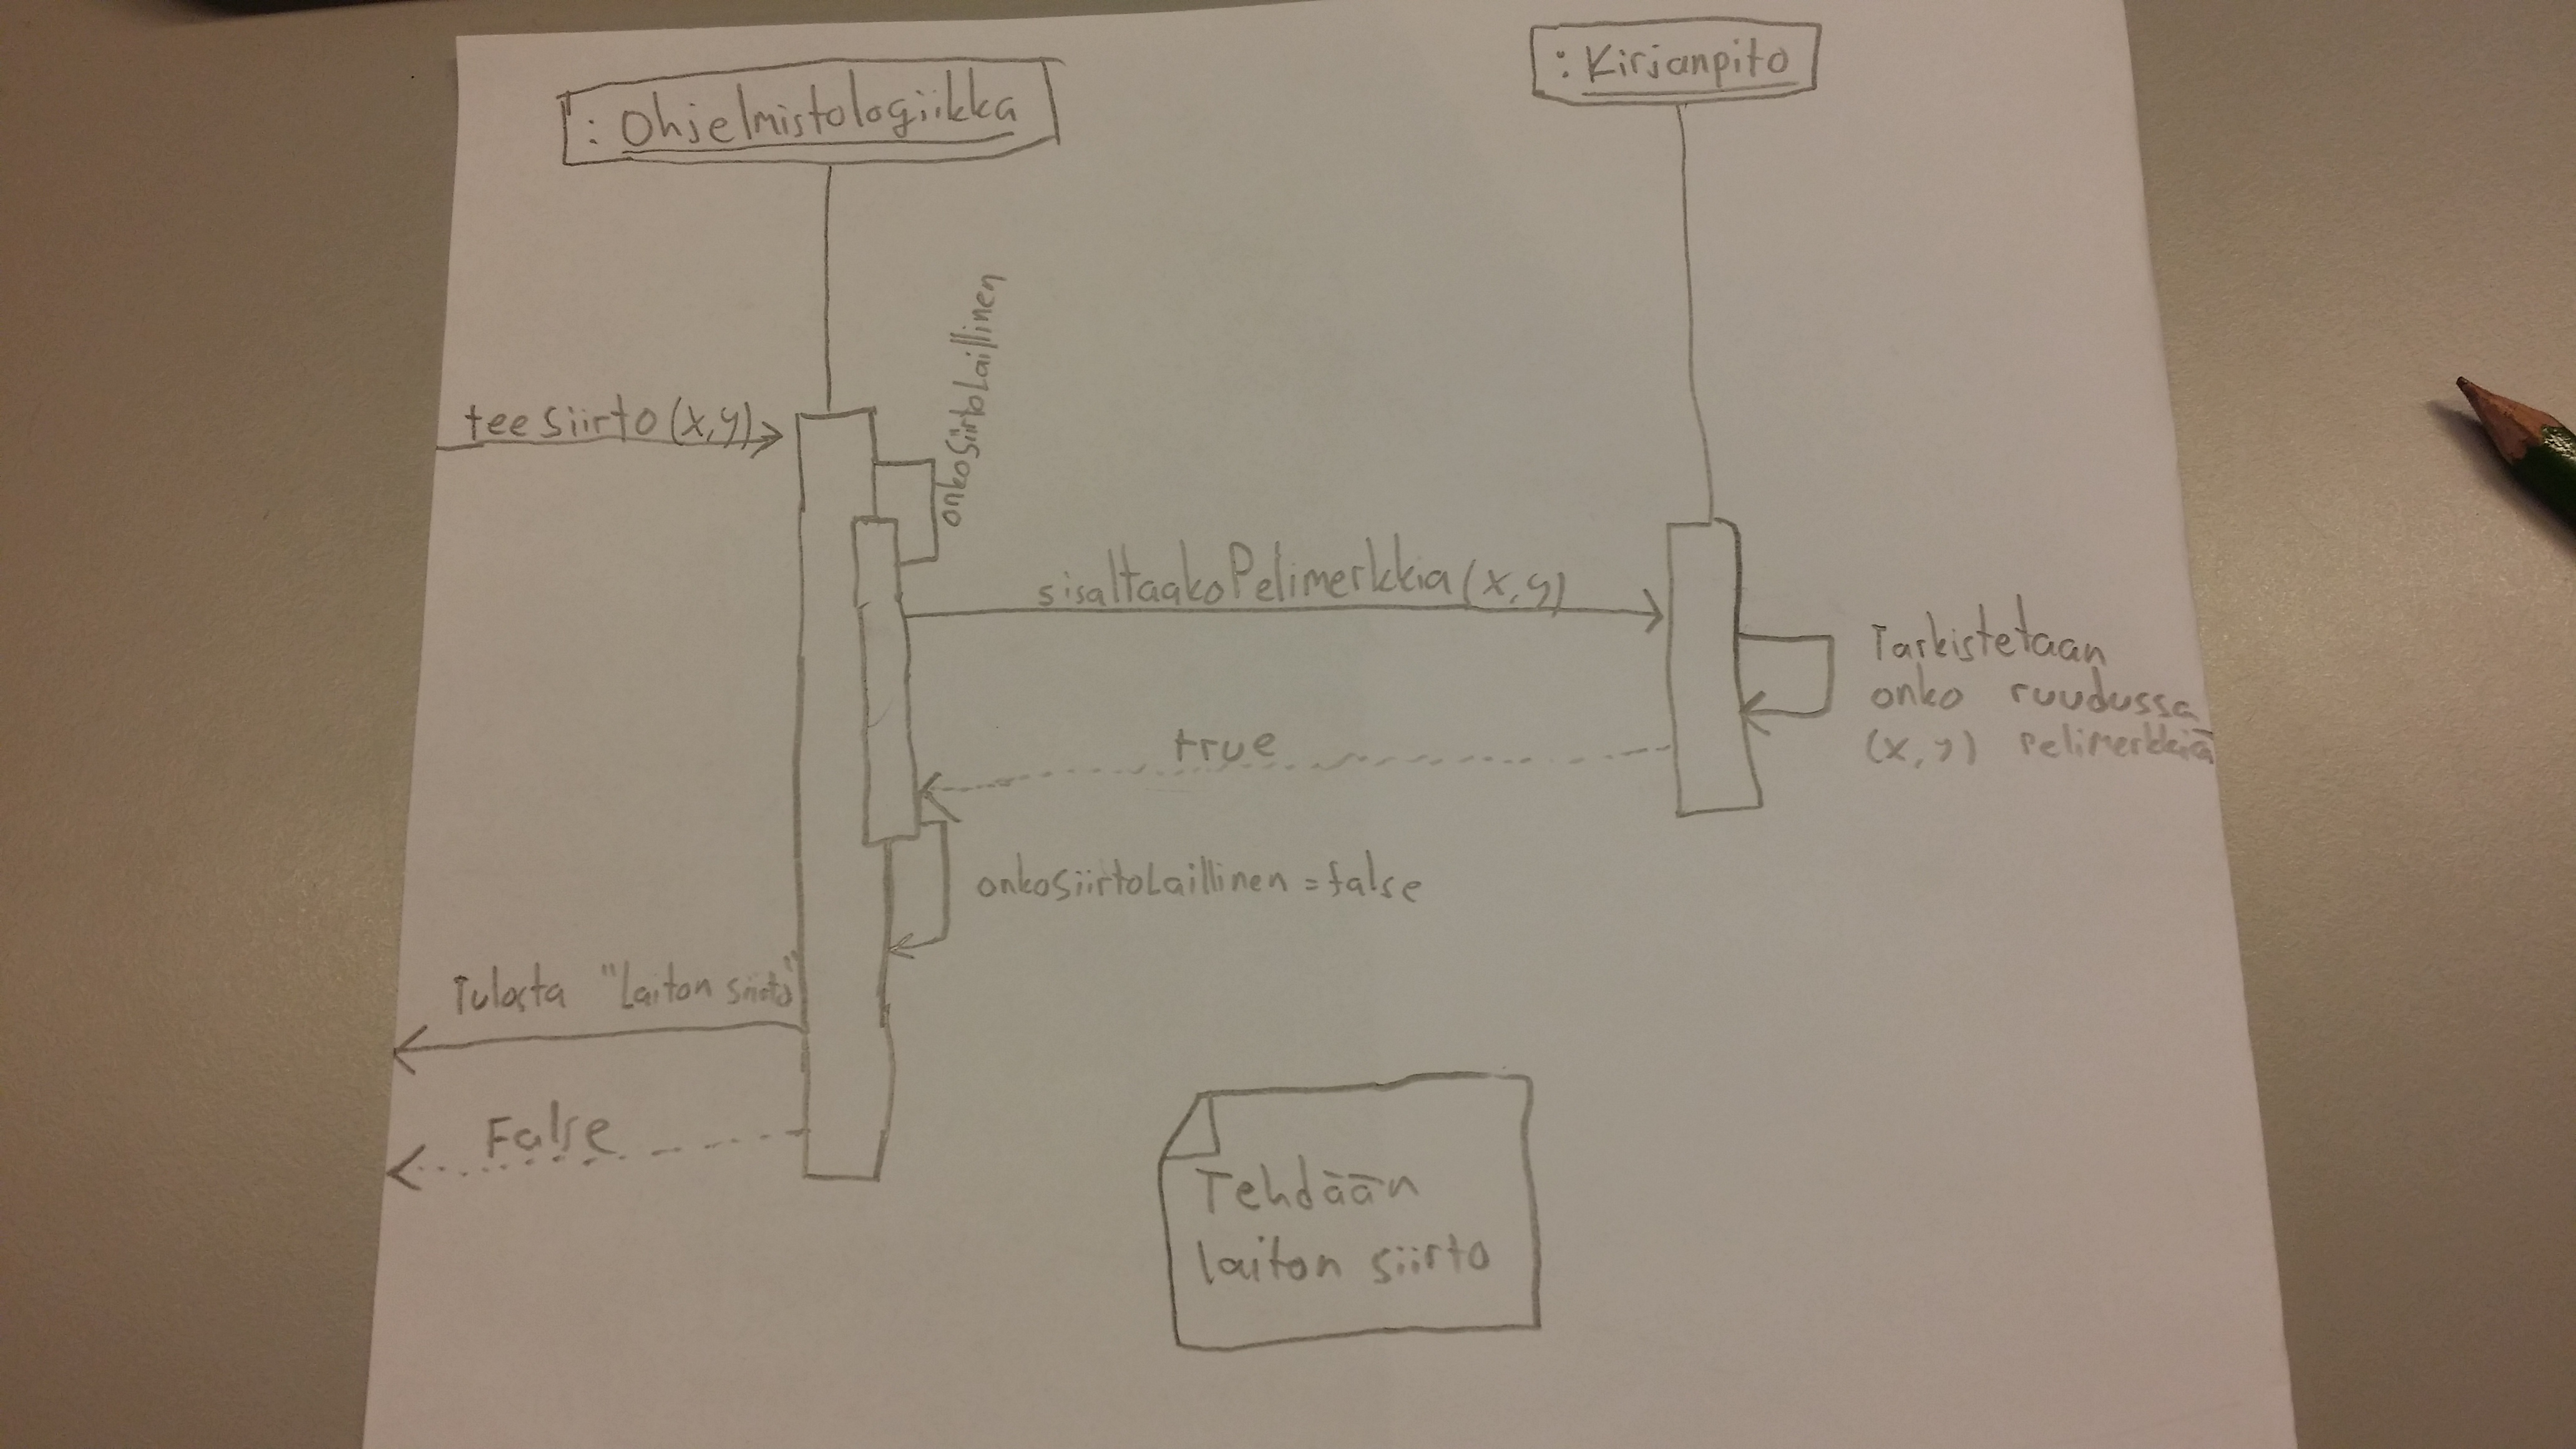 : Ohjelmistologiikka
: Kirjanpito
onkoSiirtoLaillinen
teeSiirto(x,y)
sisaltaakoPelimerkkia(x,y)
Tarkistetaan
onko ruudussa
(x,y) pelimerkkiä
true
onkoSiirtoLaillinen = false
Tulosta "Laiton siirto"
False
Tehdään
laiton siirto